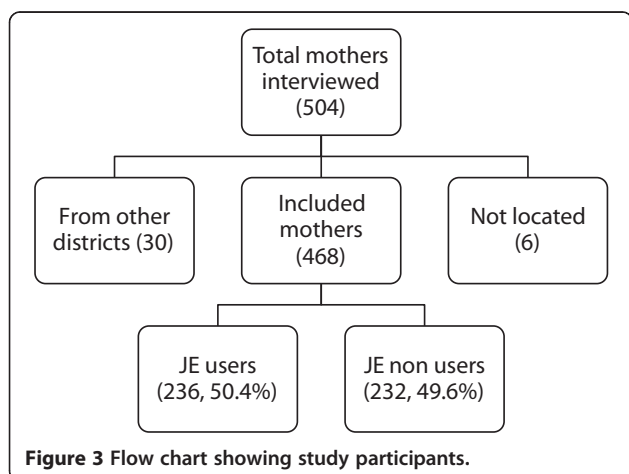 Total mothers
interviewed
(504)
From other
districts (30)
Included
mothers
(468)
Not located
(6)
JE users
(236, 50.4%)
JE non users
(232, 49.6%)
Figure 3 Flow chart showing study participants.